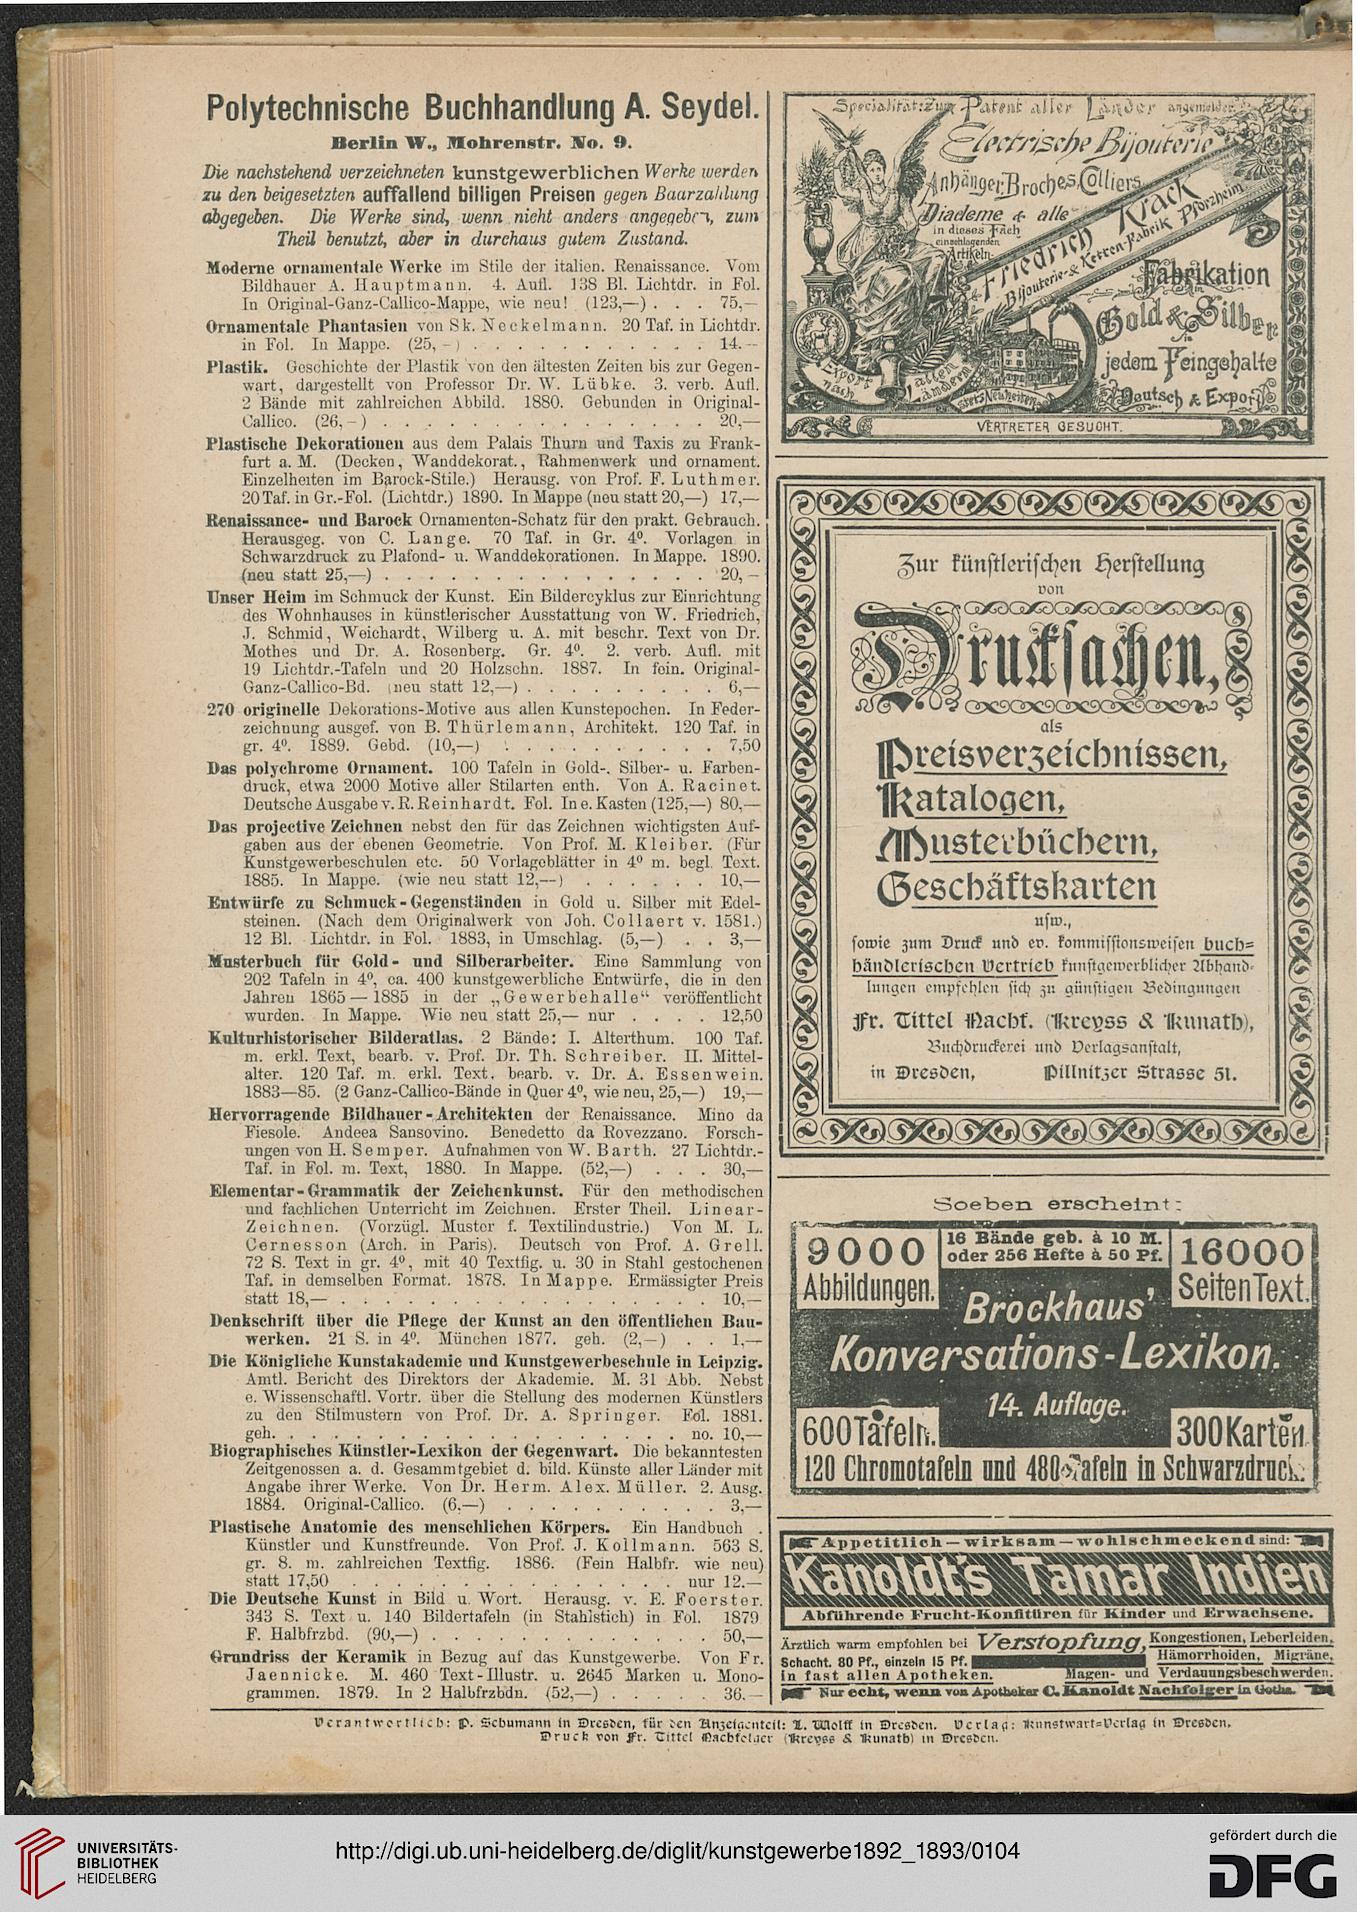 Polytechnische Buchhandlung A. Seydel.
Berlin W., Mohrenstr. No. 9.
Die nachstehend verzeichneten kunstgewerblichen Werke werden
zu den beigesetzten auffallend billigen Preisen gegen Baarzahlung
abgegeben. Die Werke sind, wenn nicht anders angegeben, zum
Theil benutzt, aber in durchaus gutem Zustand.
Moderne ornamentale Werke im Stile der italien. Renaissance. Vom
Bildhauer A. Hauptmann. 4. Aufl. 138 Bl. Lichtdr. in Fol.
In Original-Ganz-Callico-Mappe, wie neu! (123,—) . . 75,—
Ornamentale Phantasien von Sk. Neckelmann. 20 Taf. in Lichtdr.
in Fol. In Mappe. (25,—) . . . . . . . . . . . 14.—
Plastik. Geschichte der Plastik von den ältesten Zeiten bis zur Gegen-
wart, dargestellt von Professor Dr. W. Lübke. 3. verb. Aufl.
2 Bände mit zahlreichen Abbild. 1880. Gebunden in Original-
Callico. (26,—) . . . . . . . . . . . . . . . 20,—
Plastische Dekorationen aus dem Palais Thurn und Taxis zu Frank-
furt a. M. (Decken, Wanddekorat., Rahmenwerk und ornament.
Einzelheiten im Barock-Stile.) Herausg. von Prof. F. Luthmer.
20 Taf. in Gr.-Fol. (Lichtdr.) 1890. In Mappe (neu statt 20,—) 17,—
Renaissance- und Barock Ornamenten-Schatz für den prakt. Gebrauch.
Herausgeg. von C. Lange. 70 Taf. in Gr. 4⁰. Vorlagen in
Schwarzdruck zu Plafond- u. Wanddekorationen. In Mappe. 1890.
(neu statt 25,—) . . . . . . . . . . . . . . . 20,—
Unser Heim im Schmuck der Kunst. Ein Bildercyklus zur Einrichtung
des Wohnhauses in künstlerischer Ausstattung von W. Friedrich,
J. Schmid, Weichardt, Wilberg u. A. mit beschr. Text von Dr.
Mothes und Dr. A. Rosenberg. Gr. 4⁰. 2. verb. Aufl. mit
19 Lichtdr.-Tafeln und 20 Holzschn. 1887. In fein. Original-
Ganz-Callico-Bd. (neu statt 12,—) . . . . . . . . . 6,—
270 originelle Dekorations-Motive aus allen Kunstepochen. In Feder-
zeichnung ausgef. von B. Thürlemann, Architekt. 120 Taf. in
gr. 4⁰. 1889. Gebd. (10,—) . . . . . . . . . . 7,50
Das polychrome Ornament. 100 Tafeln in Gold-, Silber- u. Farben-
druck, etwa 2000 Motive aller Stilarten enth. Von A. Racinet.
Deutsche Ausgabe v. R. Reinhardt. Fol. In e. Kasten (125,—) 80,—
Das projective Zeichnen nebst den für das Zeichnen wichtigsten Auf-
gaben aus der ebenen Geometrie. Von Prof. M. Kleiber. (Für
Kunstgewerbeschulen etc. 50 Vorlageblätter in 4⁰ m. begl. Text.
1885. In Mappe. (wie neu statt 12,—) . . . . . . 10,—
Entwürfe zu Schmuck-Gegenständen in Gold u. Silber mit Edel-
steinen. (Nach dem Originalwerk von Joh. Collaert v. 1581.)
12 Bl. Lichtdr. in Fol. 1883, in Umschlag. (5,—) . . 3,—
Musterbuch für Gold- und Silberarbeiter. Eine Sammlung von
202 Tafeln in 4⁰, ca. 400 kunstgewerbliche Entwürfe, die in den
Jahren 1865—1885 in der „Gewerbehalle“ veröffentlicht
wurden. In Mappe. Wie neu statt 25,— nur . . . . 12,50
Kulturhistorischer Bilderatlas. 2 Bände: I. Alterthum. 100 Taf.
m. erkl. Text, bearb. v. Prof. Dr. Th. Schreiber. II. Mittel-
alter. 120 Taf. m. erkl. Text. bearb. v. Dr. A. Essenwein.
1883—85. (2 Ganz-Callico-Bände in Quer 4⁰, wie neu, 25,—) 19,—
Hervorragende Bildhauer-Architekten der Renaissance. Mino da
Fiesole. Andeea Sansovino. Benedetto da Rovezzano. Forsch-
ungen von H. Semper. Aufnahmen von W. Barth. 27 Lichtdr.-
Taf. in Fol. m. Text, 1880. In Mappe. (52,—) . . . 30,—
Elementar-Grammatik der Zeichenkunst. Für den methodischen
und fachlichen Unterricht im Zeichnen. Erster Theil. Linear-
Zeichnen. (Vorzügl. Muster f. Textilindustrie.) Von M. L.
Cernesson (Arch. in Paris). Deutsch von Prof. A. Grell.
72 S. Text in gr. 4⁰, mit 40 Textfig. u. 30 in Stahl gestochenen
Taf. in demselben Format. 1878. In Mappe. Ermässigter Preis
statt 18,— . . . . . . . . . . . . . . . . . 10,—
Denkschrift über die Pflege der Kunst an den öffentlichen Bau-
werken. 21 S. in 4⁰. München 1877. geh. (2,—) . . 1,—
Die Königliche Kunstakademie und Kunstgewerbeschule in Leipzig.
Amtl. Bericht des Direktors der Akademie. M. 31 Abb. Nebst
e. Wissenschaftl. Vortr. über die Stellung des modernen Künstlers
zu den Stilmustern von Prof. Dr. A. Springer. Fol. 1881.
geh. . . . . . . . . . . . . . . . . . . no. 10,—
Biographisches Künstler-Lexikon der Gegenwart. Die bekanntesten
Zeitgenossen a. d. Gesammtgebiet d. bild. Künste aller Länder mit
Angabe ihrer Werke. Von Dr. Herm. Alex. Müller. 2. Ausg.
1884. Original-Callico. (6.—) . . . . . . . . . . 3,—
Plastische Anatomie des menschlichen Körpers. Ein Handbuch .
Künstler und Kunstfreunde. Von Prof. J. Kollmann. 563 S.
gr. 8. m. zahlreichen Textfig. 1886. (Fein Halbfr. wie neu)
statt 17,50 . . . . . . . . . . . . . . . nur 12.—
Die Deutsche Kunst in Bild u. Wort. Herausg. v. E. Foerster.
343 S. Text u. 140 Bildertafeln (in Stahlstich) in Fol. 1879
F. Halbfrzbd. (90,—) . . . . . . . . . . . . . 50,—
Grundriss der Keramik in Bezug auf das Kunstgewerbe. Von Fr.
Jaennicke. M. 460 Text-Illustr. u. 2645 Marken u. Mono-
grammen. 1879. In 2 Halbfrzbdn. (52,—) . . . . . 36.—
Specialität: Zum Patent aller Länder angemeldet.
Electrische Bijouterie
Anhänger, Broches, Colliers
Diademe & alle
in dieses Fach
einschlagenden
Artikeln
Friedrich Krack
Bijouterie- & Ketten-Fabrik Pforzheim
Fabrikation
in
Gold & Silber
jedem Feingehalte
Deutsch & Export
Export nach allen Ländern
Stets Neuheiten
VERTRETER GESUCHT.
Zur künstlerischen Herstellung
von
Drucksachen,
als
Preisverzeichnissen,
Katalogen,
Musterbüchern,
Geschäftskarten
usw.,
sowie zum Druck und ev. kommissionsweisen buch-
händlerischen Vertrieb kunstgewerblicher Abhand-
lungen empfehlen sich zu günstigen Bedingungen
Fr. Tittel Nachf. (Kreyss & Kunath),
Buchdruckerei und Verlagsanstalt,
in Dresden, Pillnitzer Strasse 51.
Soeben erscheint:
9000 Abbildungen.
16 Bände geb. à 10 M.
oder 256 Hefte à 50 Pf.
16000 Seiten Text.
Brockhaus'
Konversations-Lexikon.
14. Auflage.
600 Tafeln. 300 Karten.
120 Chromotafeln und 480 Tafeln in Schwarzdruck.
Appetitlich — wirksam — wohlschmeckend sind:
Kanoldt's Tamar Indien
Abführende Frucht-Konfitüren für Kinder und Erwachsene.
Ärztlich warm empfohlen bei Verstopfung, Kongestionen, Leberleiden,
Schacht. 80 Pf., einzeln 15 Pf. Hämorrhoiden, Migräne,
in fast allen Apotheken. Magen- und Verdauungsbeschwerden.
Nur echt, wenn von Apotheker C. Kanoldt Nachfolger in Gotha.
Verantwortlich: P. Schumann in Dresden, für den Anzeigenteil: A. Wolff in Dresden. Verlag: Kunstwart-Verlag in Dresden.
Druck von Fr. Tittel Nachfolger (Kreyss & Kunath) in Dresden.
UNIVERSITÄTS-
BIBLIOTHEK
HEIDELBERG
http://digi.ub.uni-heidelberg.de/diglit/kunstgewerbe1892_1893/0104
gefördert durch die
DFG